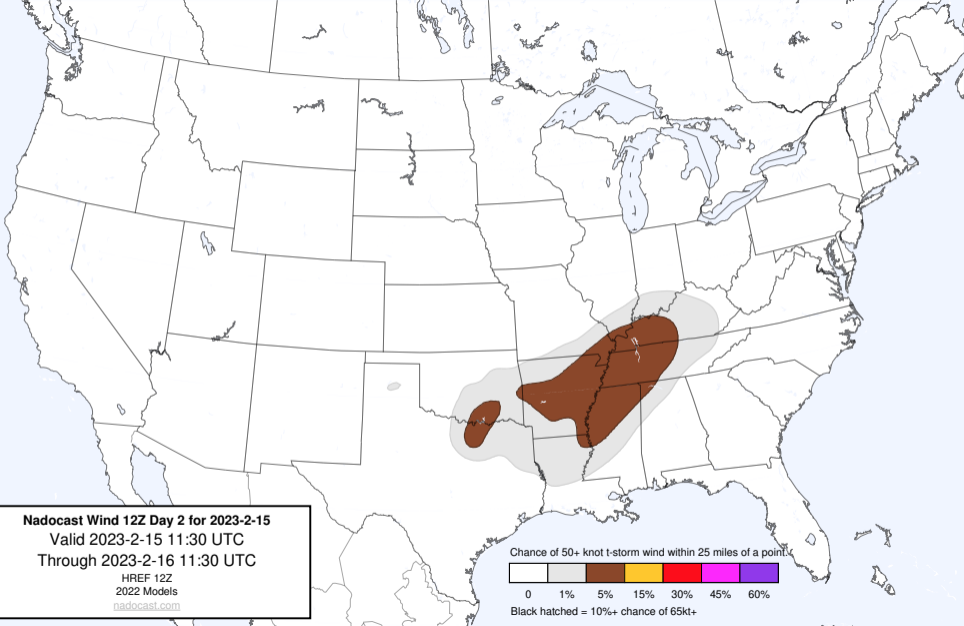 Nadocast Wind 12Z Day 2 for 2023-2-15
Valid 2023-2-15 11:30 UTC
Through 2023-2-16 11:30 UTC
HREF 12Z
2022 Models
nadocast.com
Chance of 50+ knot t-storm wind within 25 miles of a point.
0 1% 5% 15% 30% 45% 60%
Black hatched = 10%+ chance of 65kt+